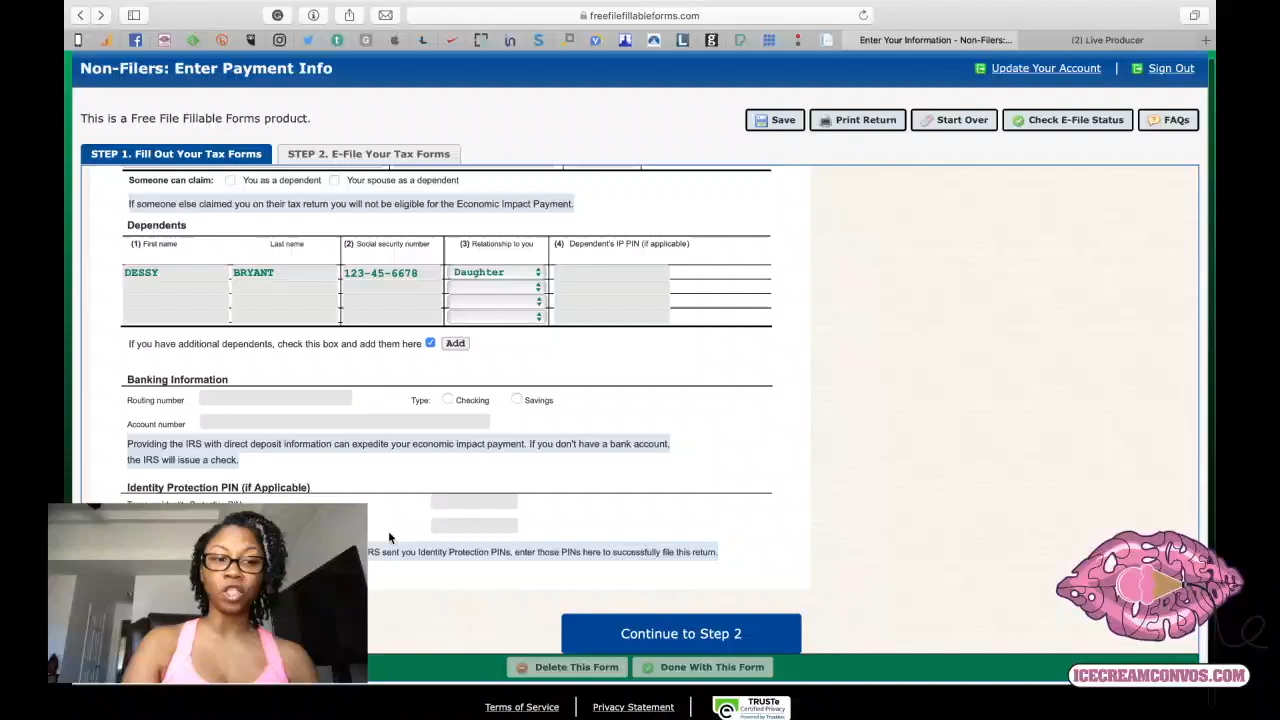 freefilefillableforms.com
Enter Your Information - Non-Filers:...
(2) Live Producer
Non-Filers: Enter Payment Info
Update Your Account | Sign Out
This is a Free File Fillable Forms product.
Save
Print Return
Start Over
Check E-File Status
FAQs
STEP 1. Fill Out Your Tax Forms
STEP 2. E-File Your Tax Forms
Someone can claim: You as a dependent Your spouse as a dependent
If someone else claimed you on their tax return you will not be eligible for the Economic Impact Payment.
Dependents
(1) First name Last name (2) Social security number (3) Relationship to you (4) Dependent's IP PIN (if applicable)
DESSY BRYANT 123-45-6678 Daughter
If you have additional dependents, check this box and add them here Add
Banking Information
Routing number Type: Checking Savings
Account number
Providing the IRS with direct deposit information can expedite your economic impact payment. If you don't have a bank account,
the IRS will issue a check.
Identity Protection PIN (if Applicable)
RS sent you Identity Protection PINs, enter those PINs here to successfully file this return.
Continue to Step 2
Delete This Form
Done With This Form
ICECREAMCONVOS.COM
Terms of Service | Privacy Statement |
TRUSTe
Certified Privacy
Powered by TrustArc